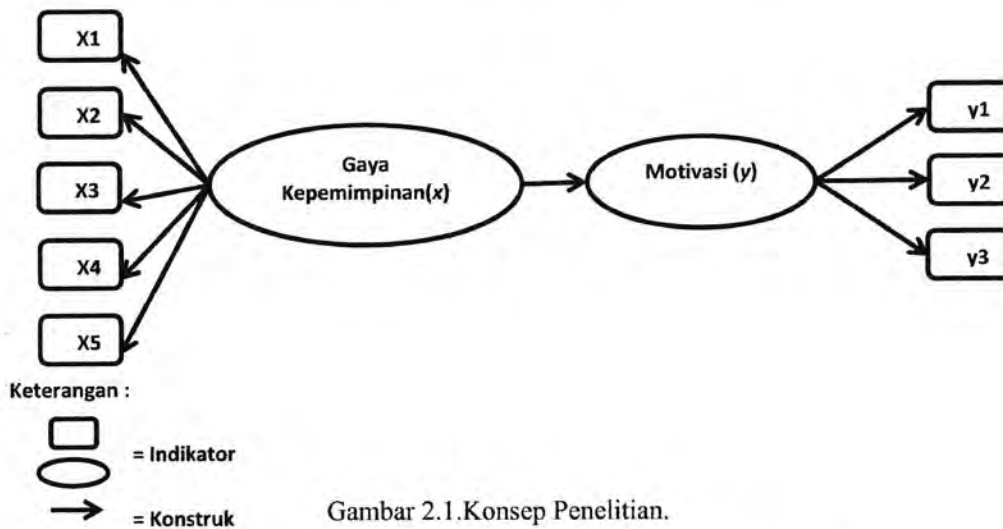 X1
X2
X3
X4
X5
Gaya
Kepemimpinan(x)
Motivasi (y)
y1
y2
y3
Keterangan :
= Indikator
= Konstruk
Gambar 2.1.Konsep Penelitian.